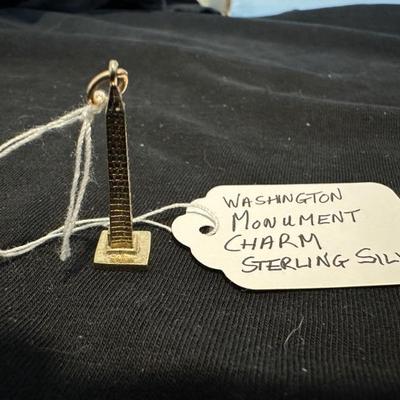 WASHINGTON
MONUMENT
CHARM
STERLING SIL